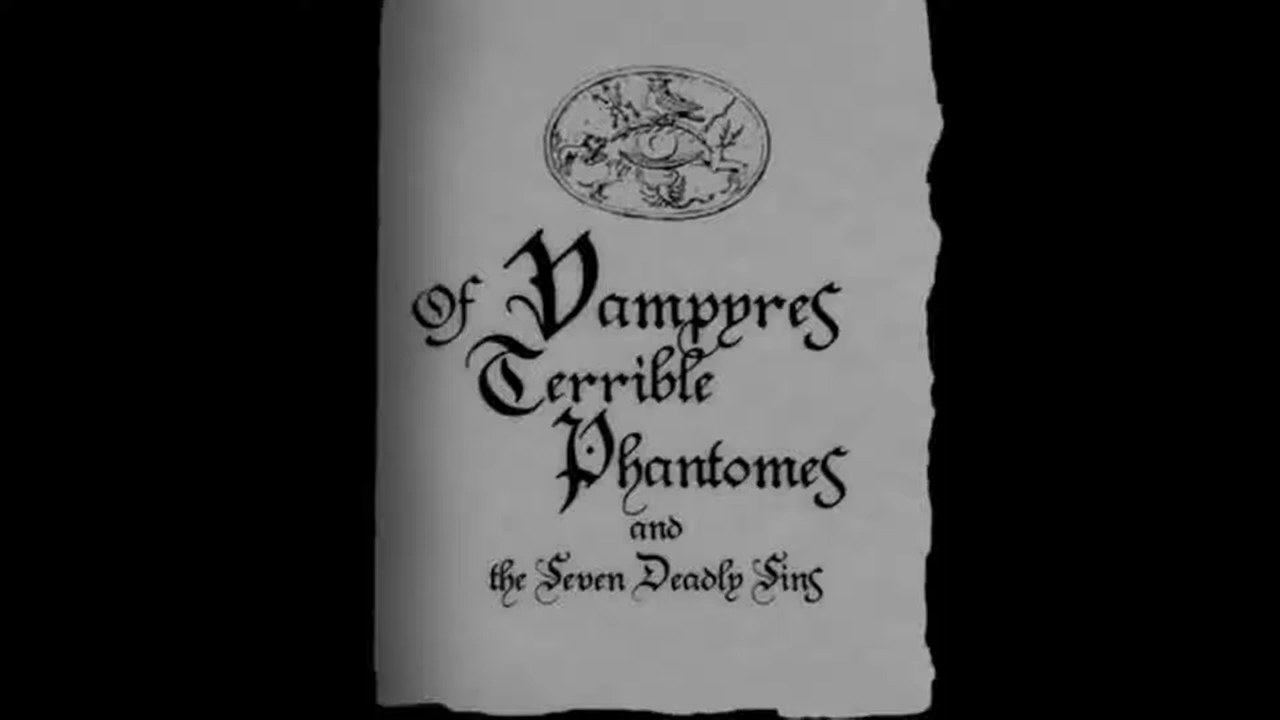 Of Vampyres
Terrible
Phantomes
and
the Seven Deadly Sins